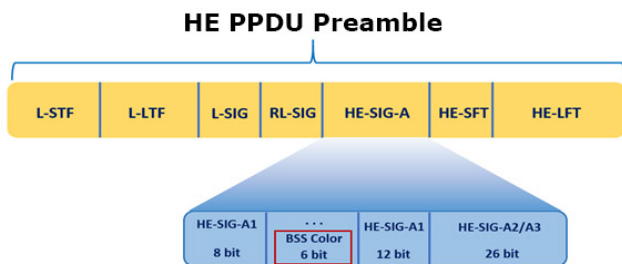 HE PPDU Preamble
L-STF L-LTF L-SIG RL-SIG HE-SIG-A HE-SFT HE-LFT
HE-SIG-A1 ... HE-SIG-A1 HE-SIG-A2/A3
BSS Color
8 bit 6 bit 12 bit 26 bit